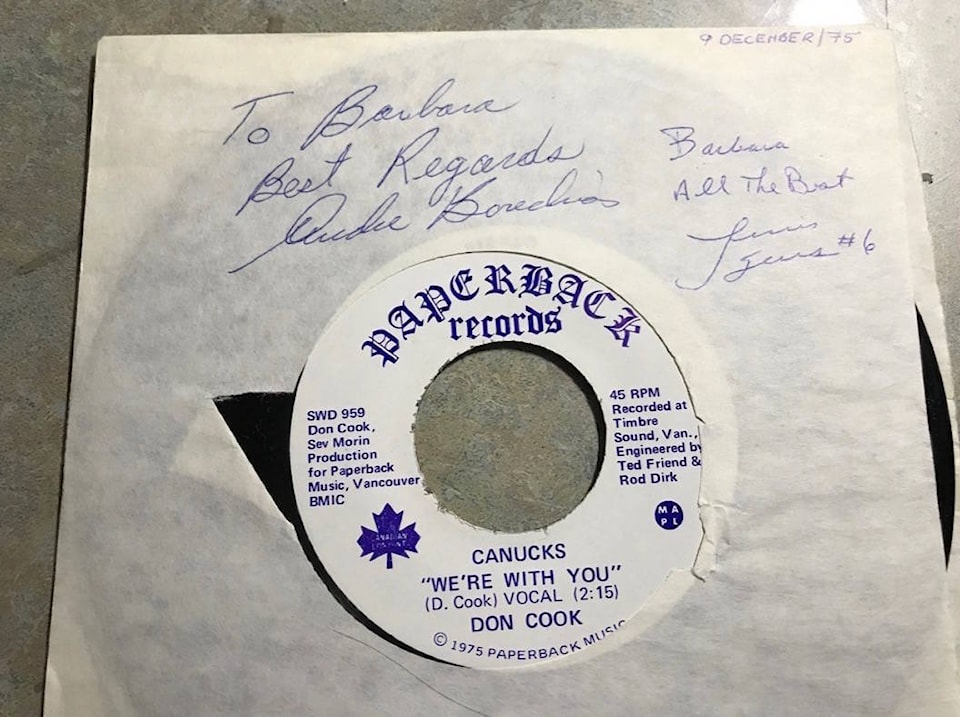 9 DECEMBER/75
To Barbara
Best Regards
Andre Boudrias
Barbara
All The Best
#6
PAPERBACK
records
SWD 959
Don Cook,
Sev Morin
Production
for Paperback
Music, Vancouver
BMIC
45 RPM
Recorded at
Timbre
Sound, Van.,
Engineered by
Ted Friend &
Rod Dirk
CANADIAN
CONTENT
M A
P L
CANUCKS
"WE'RE WITH YOU"
(D. Cook) VOCAL (2:15)
DON COOK
© 1975 PAPERBACK MUSIC